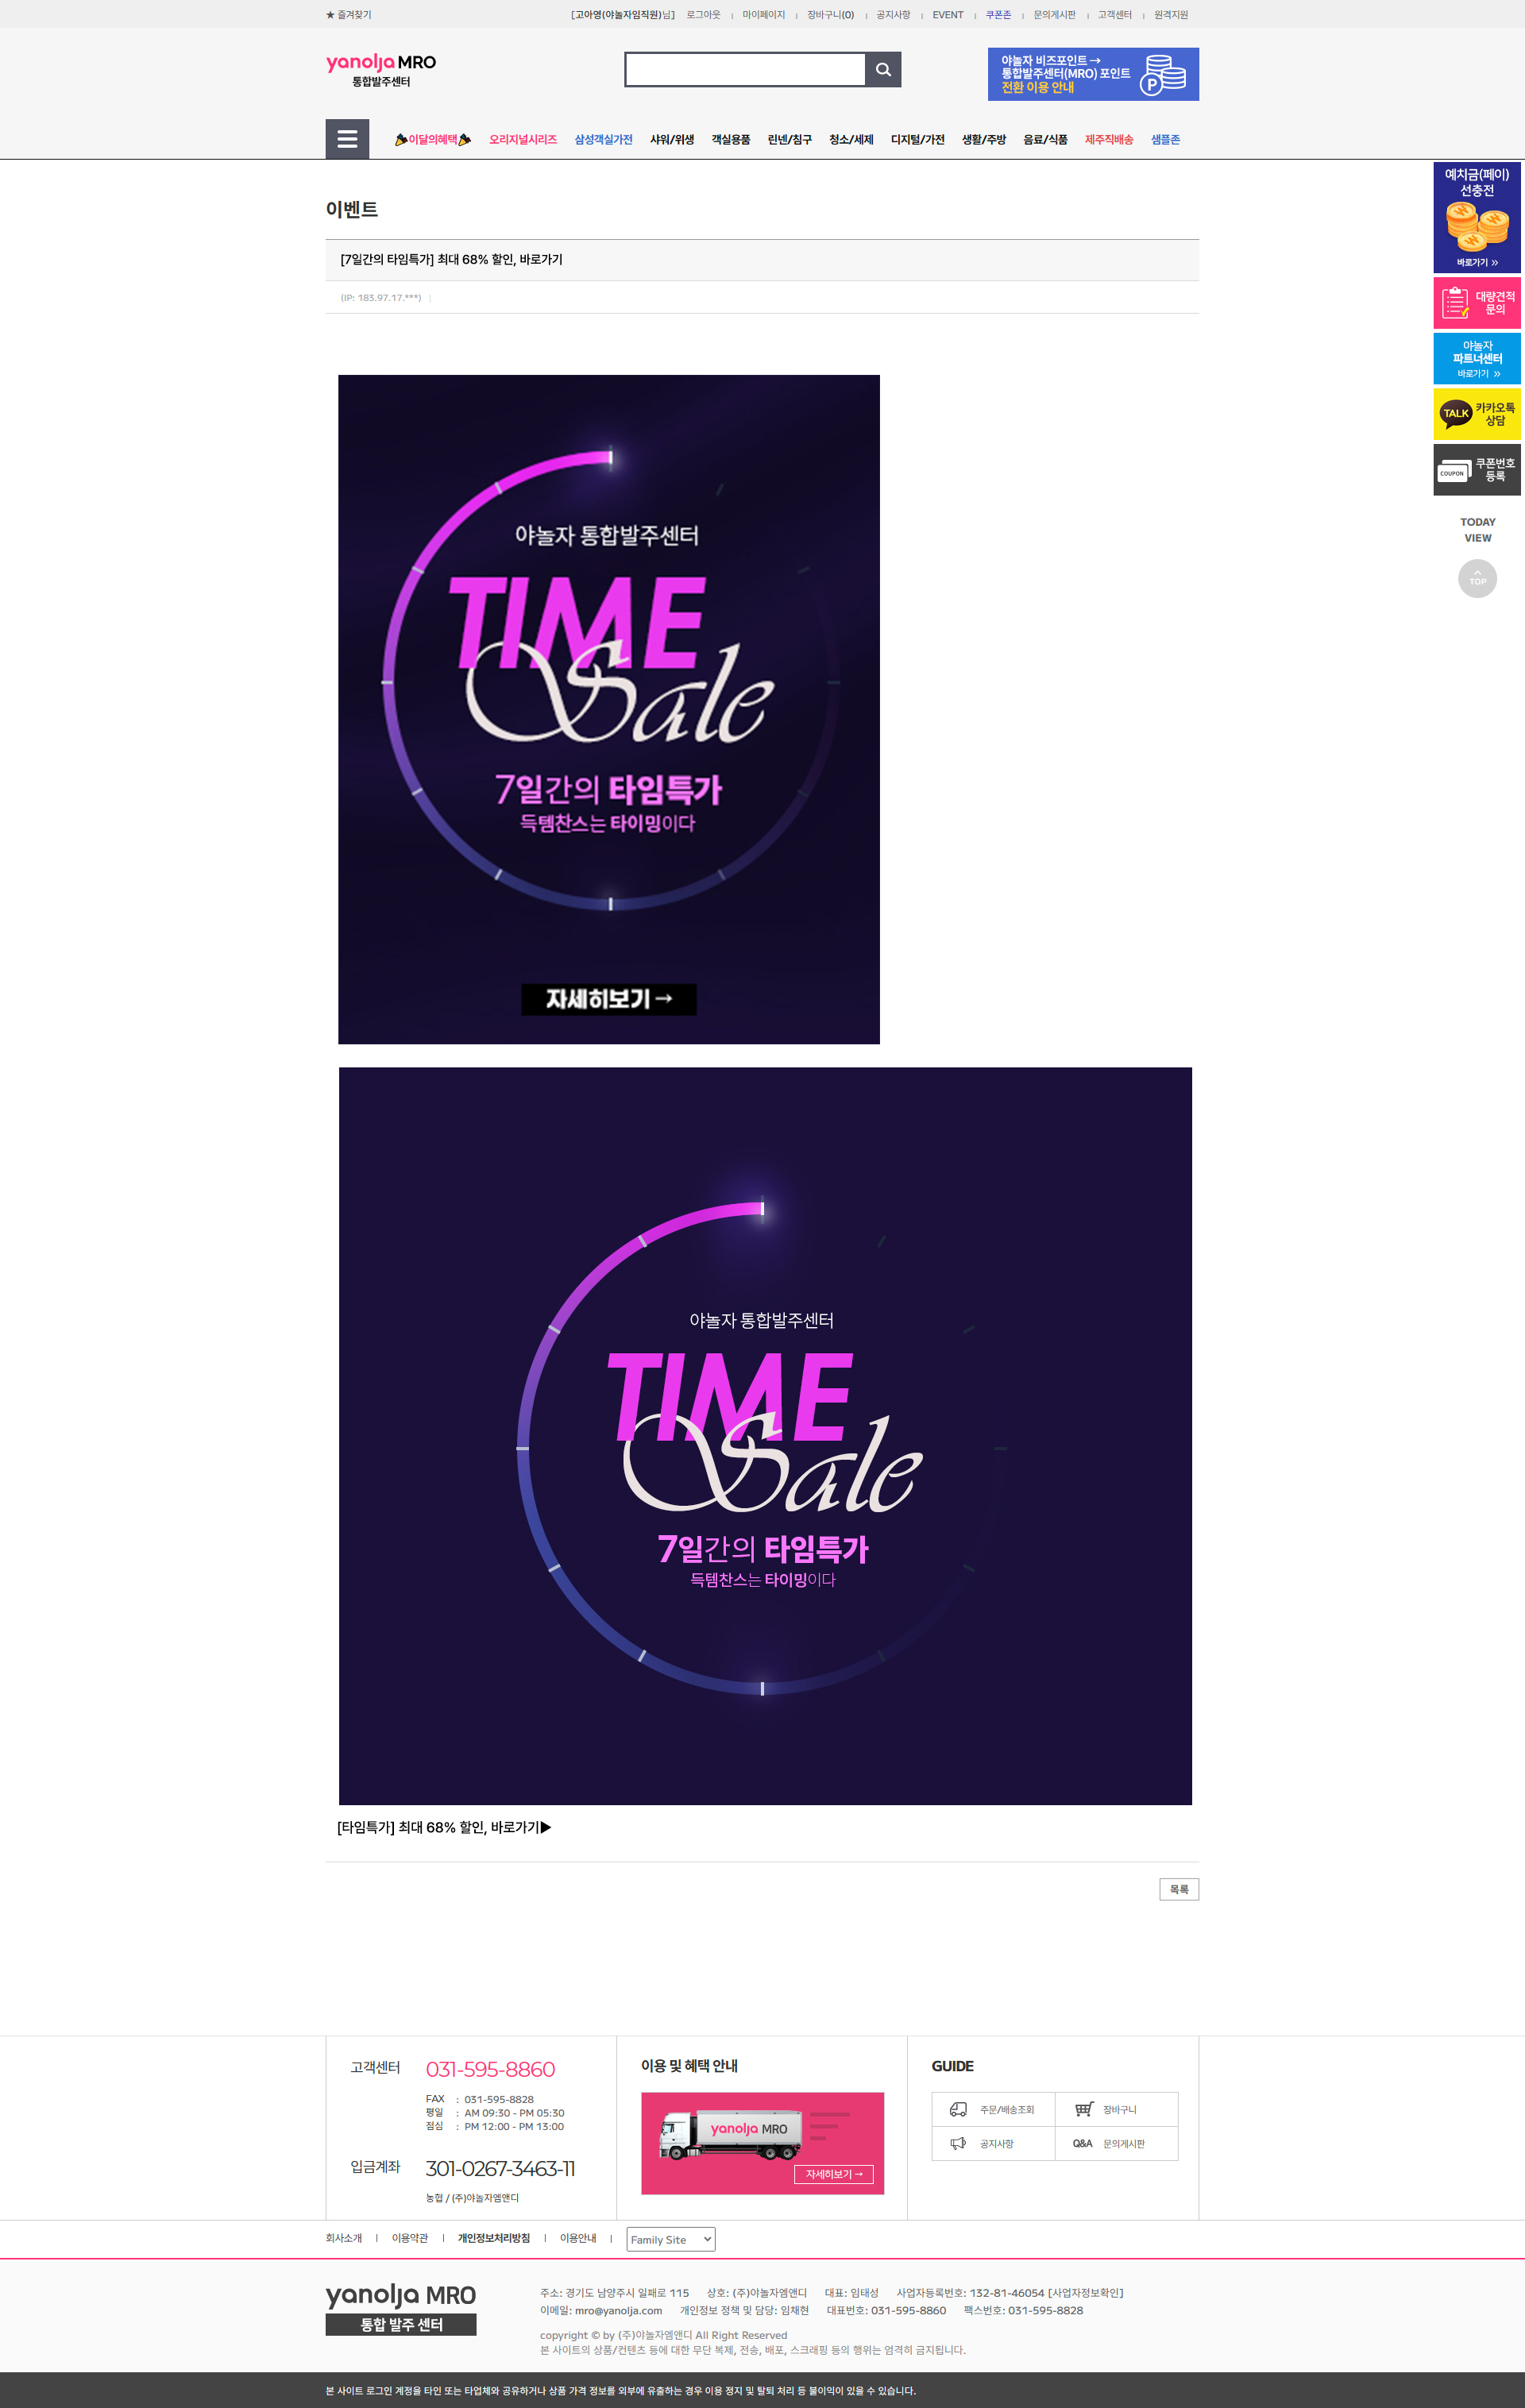 ★ 즐겨찾기
[고아영(야놀자임직원)님] 로그아웃 마이페이지 장바구니(0) 공지사항 EVENT 쿠폰존 문의게시판 고객센터 원격지원
yanolja MRO
통합발주센터
야놀자 비즈포인트 →
통합발주센터(MRO) 포인트
전환 이용 안내
P
이달의혜택 오리지널시리즈 삼성객실가전 샤워/위생 객실용품 린넨/침구 청소/세제 디지털/가전 생활/주방 음료/식품 제주직배송 샘플존
예치금(페이)
선충전
바로가기 »
대량견적
문의
야놀자
파트너센터
바로가기 »
TALK
카카오톡
상담
COUPON
쿠폰번호
등록
TODAY
VIEW
TOP
이벤트
[7일간의 타임특가] 최대 68% 할인, 바로가기
(IP: 183.97.17.***)
야놀자 통합발주센터
TIME
Sale
7일간의 타임특가
득템찬스는 타이밍이다
자세히보기 →
야놀자 통합발주센터
TIME
Sale
7일간의 타임특가
득템찬스는 타이밍이다
[타임특가] 최대 68% 할인, 바로가기▶
목록
고객센터 031-595-8860
FAX : 031-595-8828
평일 : AM 09:30 - PM 05:30
점심 : PM 12:00 - PM 13:00
입금계좌 301-0267-3463-11
농협 / (주)야놀자엠앤디
이용 및 혜택 안내
yanolja MRO
자세히보기 →
GUIDE
주문/배송조회 장바구니
공지사항 Q&A 문의게시판
회사소개 이용약관 개인정보처리방침 이용안내 Family Site
yanolja MRO
통합 발주 센터
주소: 경기도 남양주시 일패로 115 상호: (주)야놀자엠앤디 대표: 임태성 사업자등록번호: 132-81-46054 [사업자정보확인]
이메일: mro@yanolja.com 개인정보 정책 및 담당: 임채현 대표번호: 031-595-8860 팩스번호: 031-595-8828
copyright © by (주)야놀자엠앤디 All Right Reserved
본 사이트의 상품/컨텐츠 등에 대한 무단 복제, 전송, 배포, 스크래핑 등의 행위는 엄격히 금지됩니다.
본 사이트 로그인 계정을 타인 또는 타업체와 공유하거나 상품 가격 정보를 외부에 유출하는 경우 이용 정지 및 탈퇴 처리 등 불이익이 있을 수 있습니다.